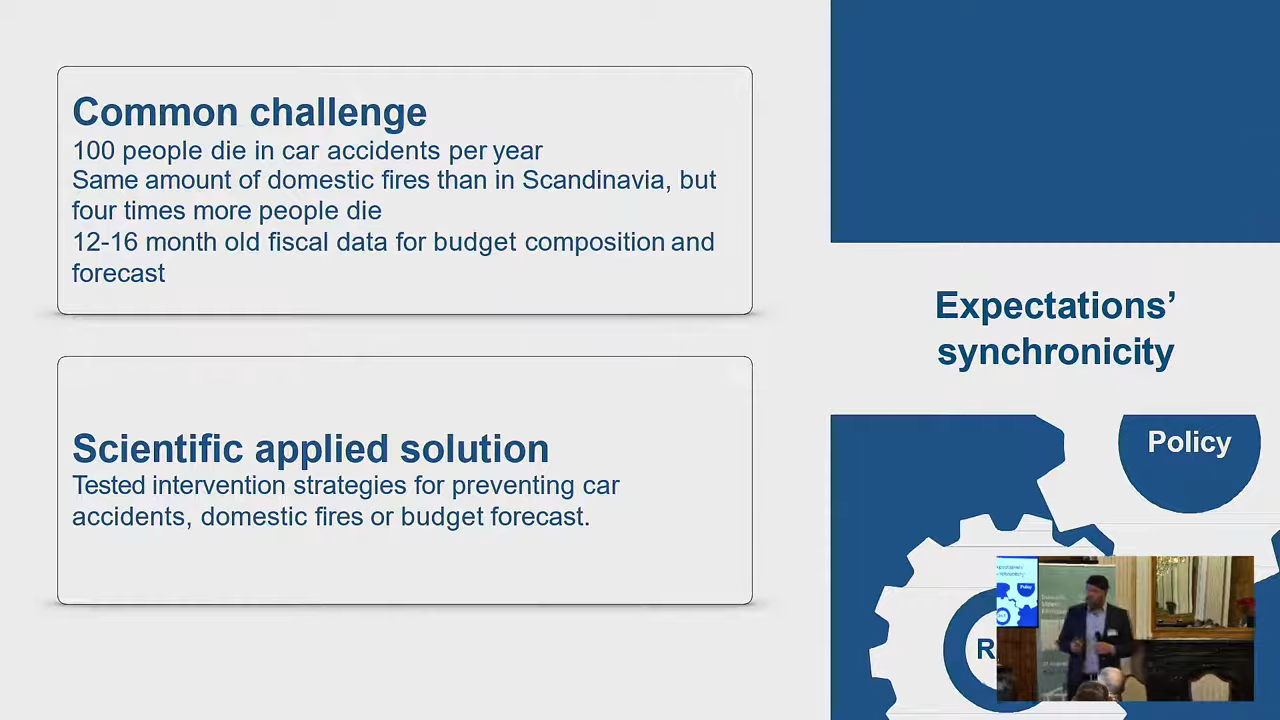 Common challenge
100 people die in car accidents per year
Same amount of domestic fires than in Scandinavia, but
four times more people die
12-16 month old fiscal data for budget composition and
forecast
Scientific applied solution
Tested intervention strategies for preventing car
accidents, domestic fires or budget forecast.
Expectations’
synchronicity
Policy